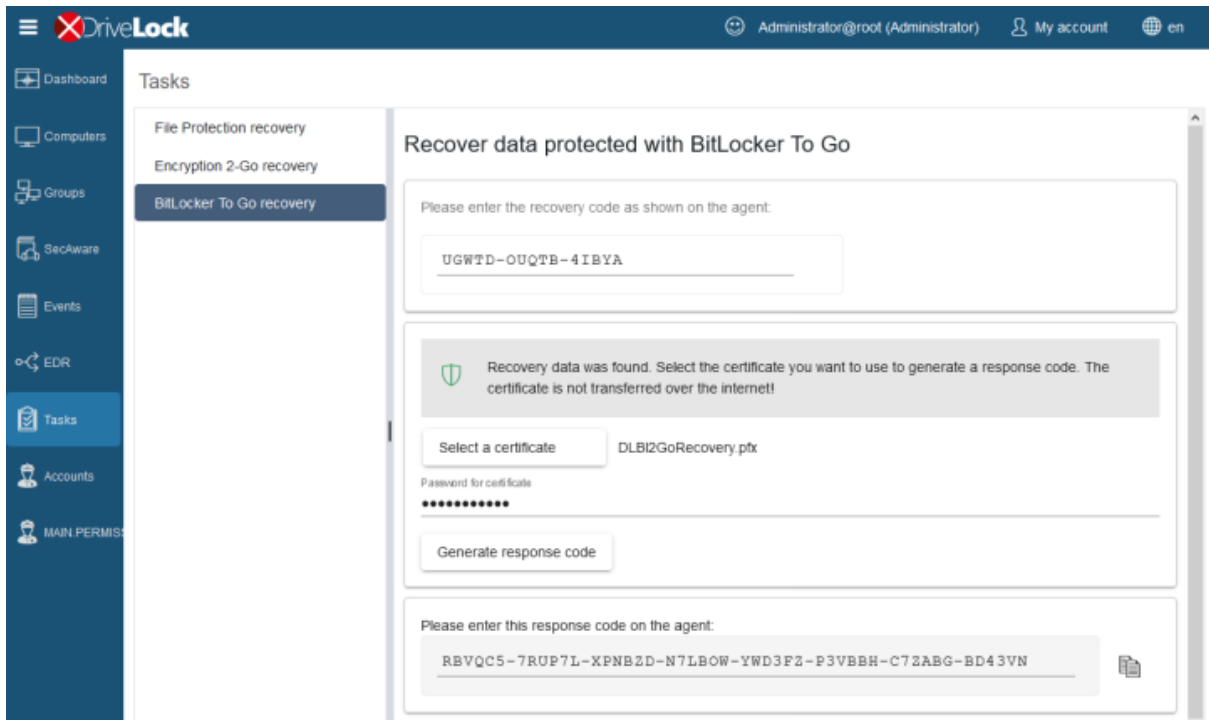 DriveLock
Administrator@root (Administrator)
My account
en
Dashboard
Computers
Groups
SecAware
Events
EDR
Tasks
Accounts
MAIN.PERMIS
Tasks
File Protection recovery
Encryption 2-Go recovery
BitLocker To Go recovery
Recover data protected with BitLocker To Go
Please enter the recovery code as shown on the agent:
UGWTD-OUQTB-4IBYA
Recovery data was found. Select the certificate you want to use to generate a response code. The
certificate is not transferred over the internet!
Select a certificate
DLBl2GoRecovery.pfx
Password for certificate
•••••••••••
Generate response code
Please enter this response code on the agent:
RBVQC5-7RUP7L-XPNBZD-N7LBOW-YWD3FZ-P3VBBH-C7ZABG-BD43VN